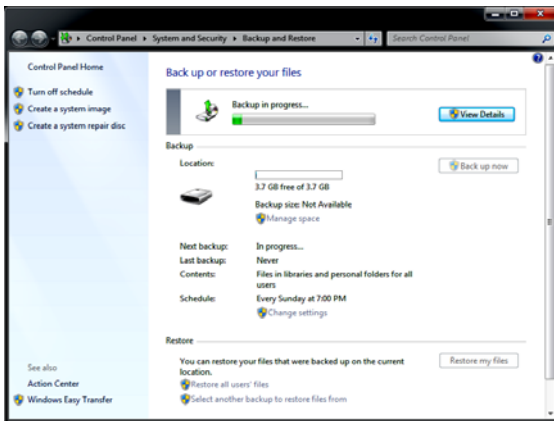 Control Panel ▸ System and Security ▸ Backup and Restore
Search Control Panel
Control Panel Home
Turn off schedule
Create a system image
Create a system repair disc
Back up or restore your files
Backup in progress...
View Details
Backup
Location:
Back up now
3.7 GB free of 3.7 GB
Backup size: Not Available
Manage space
Next backup: In progress...
Last backup: Never
Contents: Files in libraries and personal folders for all
users
Schedule: Every Sunday at 7:00 PM
Change settings
Restore
You can restore your files that were backed up on the current
location.
Restore my files
Restore all users' files
Select another backup to restore files from
See also
Action Center
Windows Easy Transfer